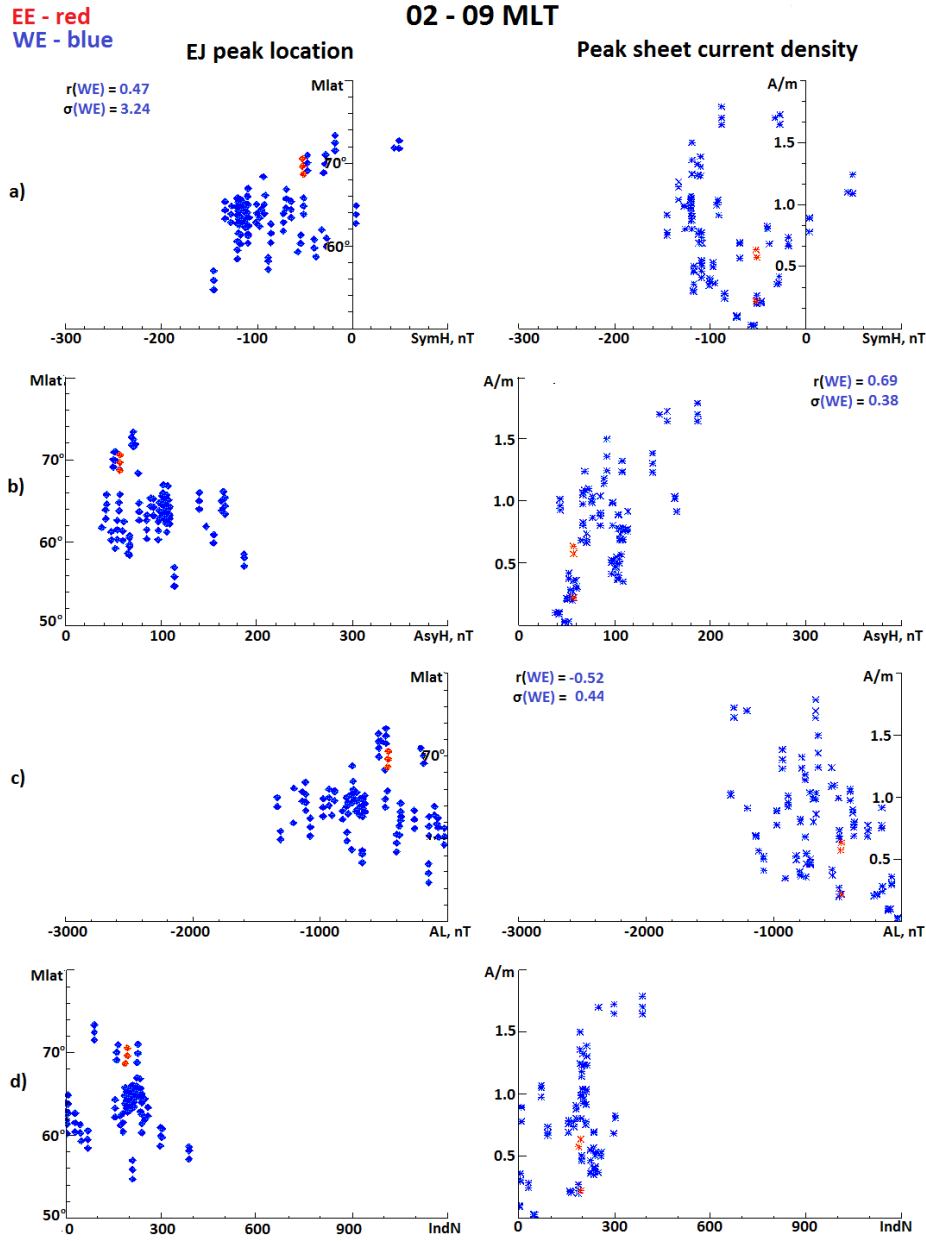 02 - 09 MLT
EE - red
WE - blue
EJ peak location
Peak sheet current density
a)
r(WE) = 0.47
σ(WE) = 3.24
Mlat
70°
60°
-300 -200 -100 0 SymH, nT
A/m
1.5
1.0
0.5
-300 -200 -100 0 SymH, nT
b)
Mlat
70°
60°
50°
0 100 200 300 AsyH, nT
A/m
r(WE) = 0.69
σ(WE) = 0.38
1.5
1.0
0.5
0 100 200 300 AsyH, nT
c)
Mlat
70°
-3000 -2000 -1000 AL, nT
r(WE) = -0.52
σ(WE) = 0.44
A/m
1.5
1.0
0.5
-3000 -2000 -1000 AL, nT
d)
Mlat
70°
60°
50°
0 300 600 900 IndN
A/m
1.5
1.0
0.5
0 300 600 900 IndN